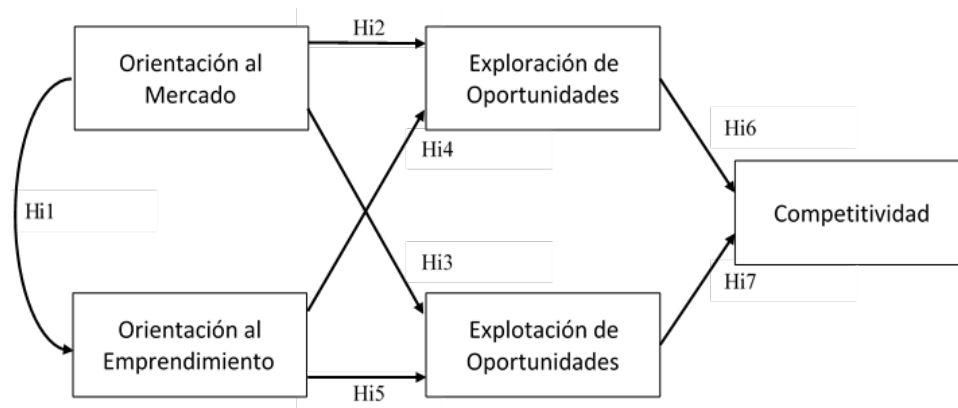 Hi2
Orientación al
Mercado
Exploración de
Oportunidades
Hi4
Hi6
Hi1
Competitividad
Hi3
Hi7
Orientación al
Emprendimiento
Explotación de
Oportunidades
Hi5